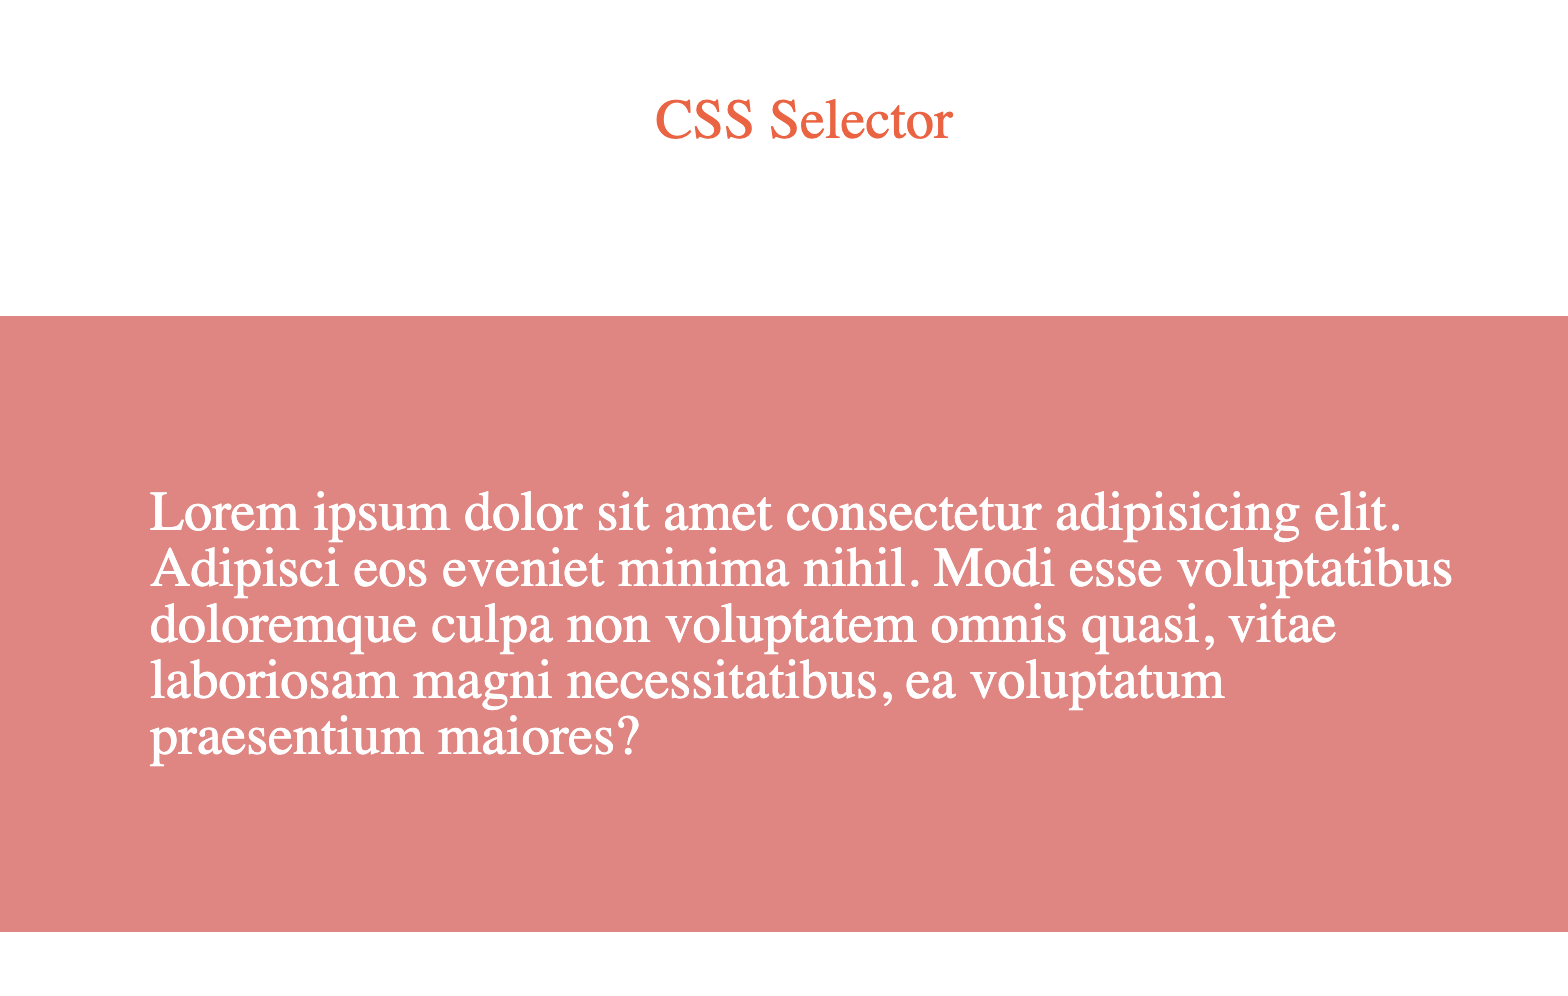 CSS Selector
Lorem ipsum dolor sit amet consectetur adipisicing elit.
Adipisci eos eveniet minima nihil. Modi esse voluptatibus
doloremque culpa non voluptatem omnis quasi, vitae
laboriosam magni necessitatibus, ea voluptatum
praesentium maiores?